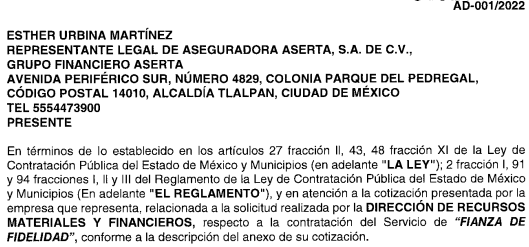 AD-001/2022
ESTHER URBINA MARTÍNEZ
REPRESENTANTE LEGAL DE ASEGURADORA ASERTA, S.A. DE C.V.,
GRUPO FINANCIERO ASERTA
AVENIDA PERIFÉRICO SUR, NÚMERO 4829, COLONIA PARQUE DEL PEDREGAL,
CÓDIGO POSTAL 14010, ALCALDÍA TLALPAN, CIUDAD DE MÉXICO
TEL 5554473900
PRESENTE
En términos de lo establecido en los artículos 27 fracción II, 43, 48 fracción XI de la Ley de
Contratación Pública del Estado de México y Municipios (en adelante "LA LEY"); 2 fracción I, 91
y 94 fracciones I, II y III del Reglamento de la Ley de Contratación Pública del Estado de México
y Municipios (En adelante "EL REGLAMENTO"), y en atención a la cotización presentada por la
empresa que representa, relacionada a la solicitud realizada por la DIRECCIÓN DE RECURSOS
MATERIALES Y FINANCIEROS, respecto a la contratación del Servicio de "FIANZA DE
FIDELIDAD", conforme a la descripción del anexo de su cotización.